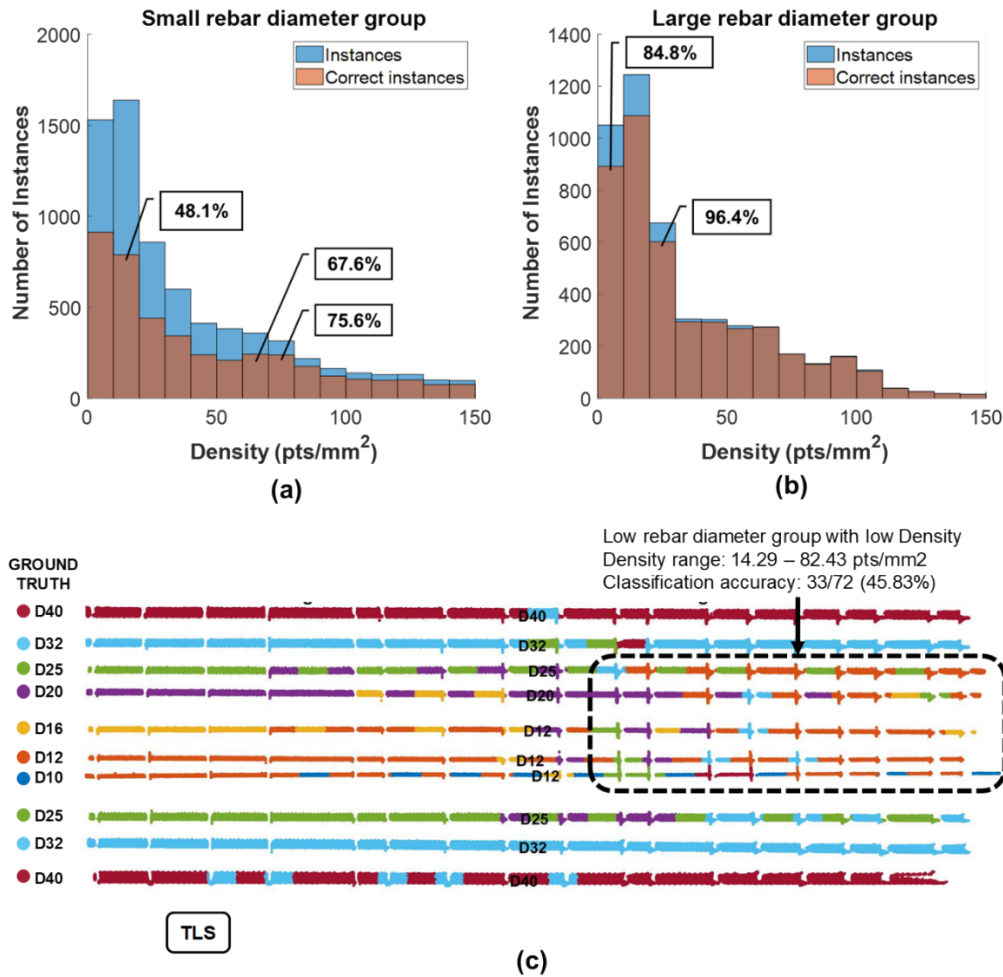 Small rebar diameter group
Number of Instances
2000
1500
1000
500
0
Instances
Correct instances
48.1%
67.6%
75.6%
0 50 100 150
Density (pts/mm2)
(a)
Large rebar diameter group
Number of Instances
1400
1200
1000
800
600
400
200
0
Instances
Correct instances
84.8%
96.4%
0 50 100 150
Density (pts/mm2)
(b)
Low rebar diameter group with low Density
Density range: 14.29 – 82.43 pts/mm2
Classification accuracy: 33/72 (45.83%)
GROUND
TRUTH
D40 D40
D32 D32
D25 D25
D20 D20
D16 D12
D12 D12
D10 D12
D25 D25
D32 D32
D40 D40
TLS
(c)